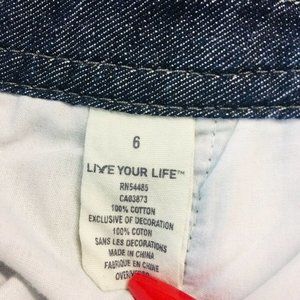 6
LIVE YOUR LIFE™
RN54485
CA03873
100% COTTON
EXCLUSIVE OF DECORATION
100% COTON
SANS LES DECORATIONS
MADE IN CHINA
FABRIQUE EN CHINE